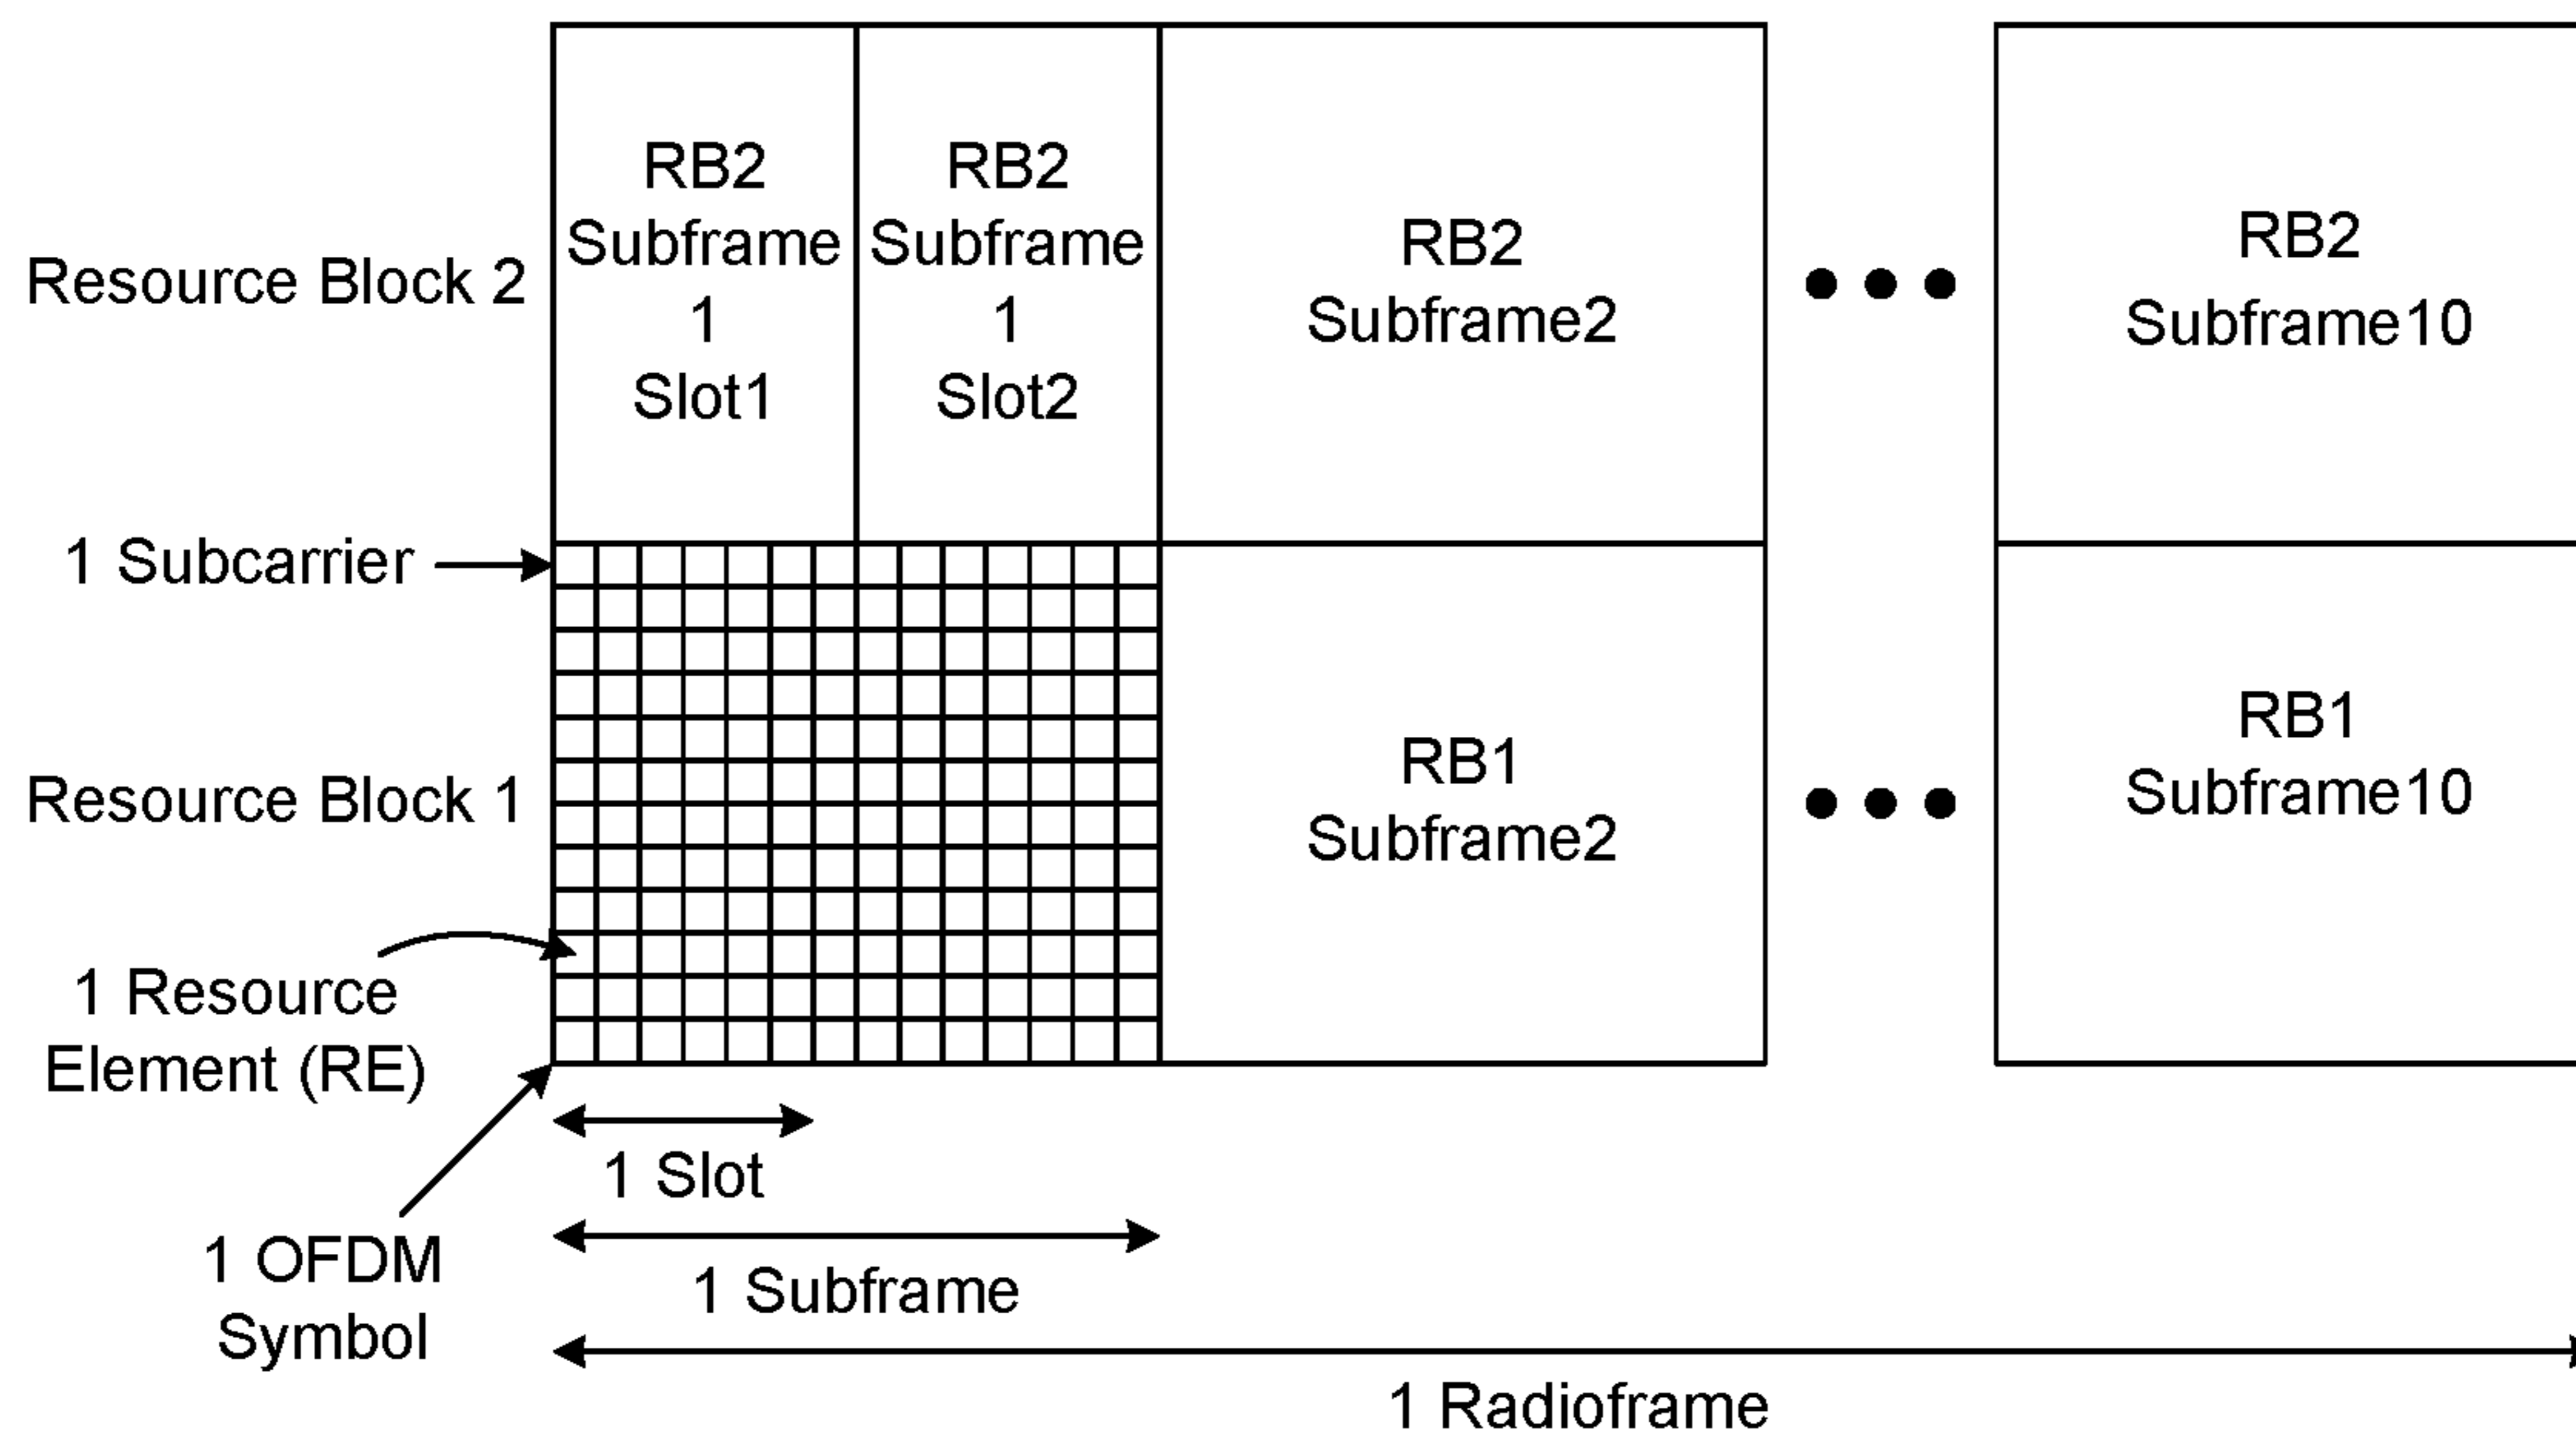 Resource Block 2
RB2
Subframe
1
Slot1
RB2
Subframe
1
Slot2
RB2
Subframe2
RB2
Subframe10
1 Subcarrier
Resource Block 1
RB1
Subframe2
RB1
Subframe10
1 Resource
Element (RE)
1 OFDM
Symbol
1 Slot
1 Subframe
1 Radioframe